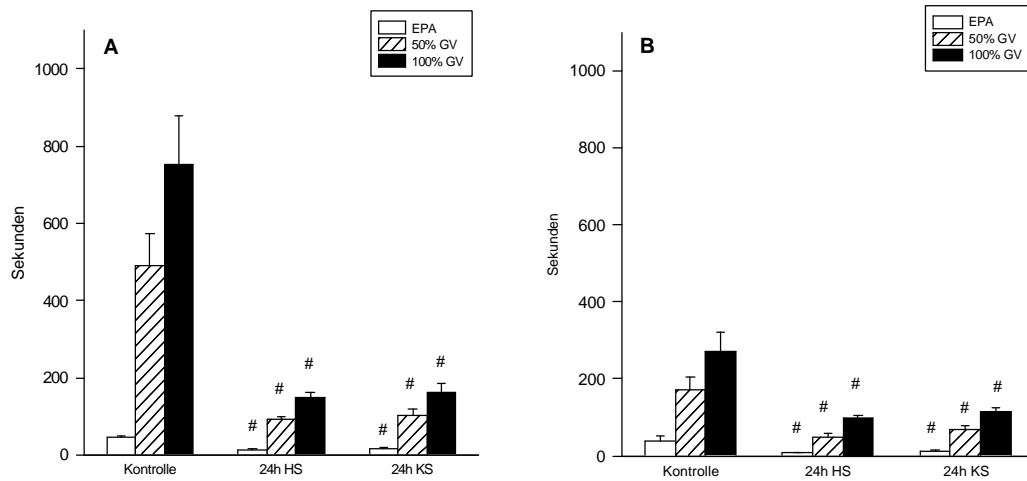 A
EPA
50% GV
100% GV
Sekunden
1000
800
600
400
200
0
#
#
#
#
#
#
Kontrolle
24h HS
24h KS
B
EPA
50% GV
100% GV
Sekunden
1000
800
600
400
200
0
#
#
#
#
#
#
Kontrolle
24h HS
24h KS